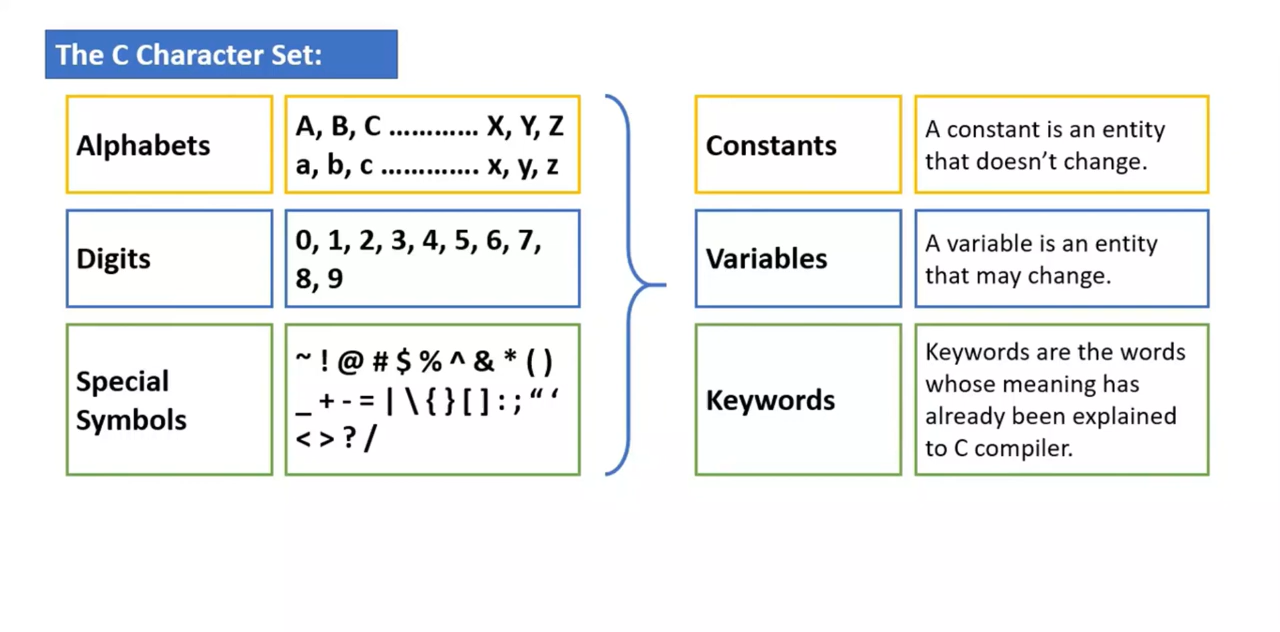 The C Character Set:
Alphabets
A, B, C ………… X, Y, Z
a, b, c …………. x, y, z
Digits
0, 1, 2, 3, 4, 5, 6, 7,
8, 9
Special
Symbols
~ ! @ # $ % ^ & * ( )
_ + - = | \ { } [ ] : ; “ ‘
< > ? /
Constants
A constant is an entity
that doesn’t change.
Variables
A variable is an entity
that may change.
Keywords
Keywords are the words
whose meaning has
already been explained
to C compiler.